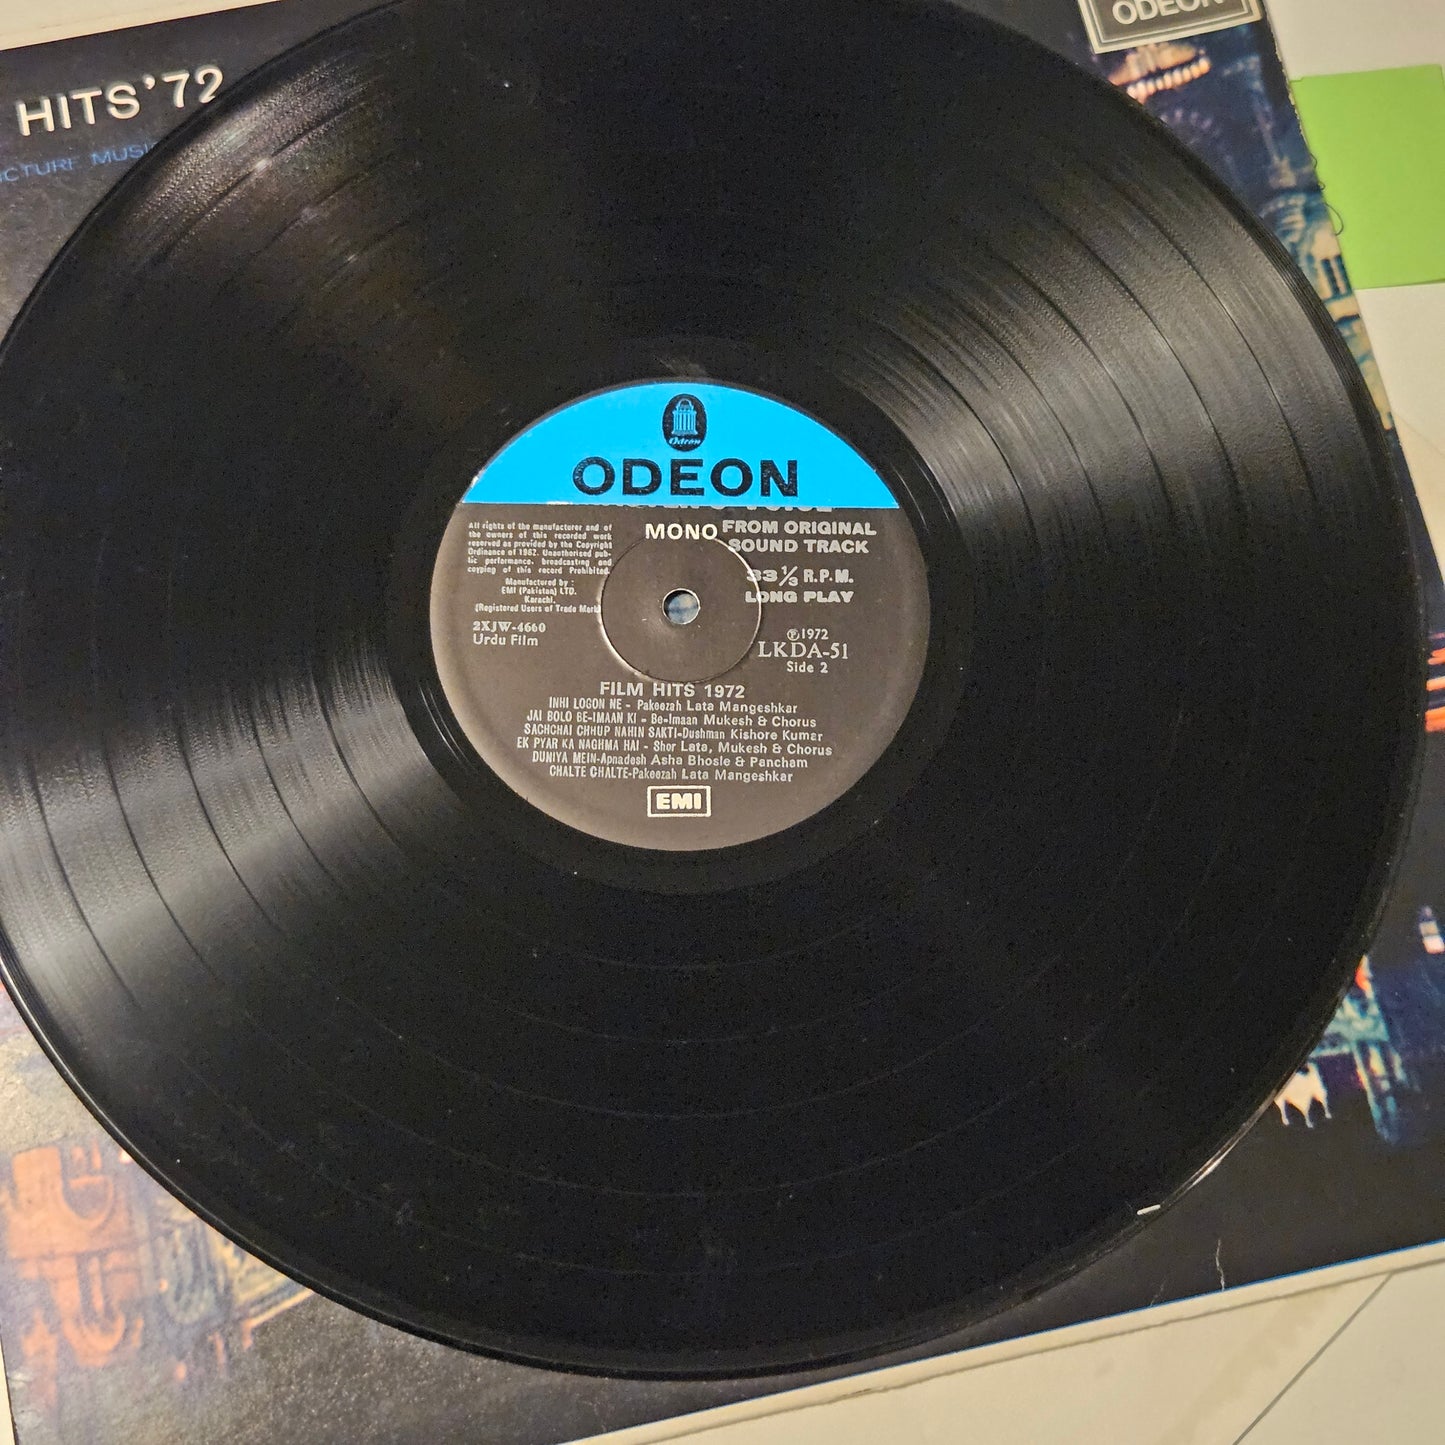 ODEON
HITS'72
Odeon
ODEON
MONO
FROM ORIGINAL
SOUND TRACK
33 1/3 R.P.M.
LONG PLAY
All rights of the manufacturer and of
the owners of this recorded work
reserved as provided by the Copyright
Ordinance of 1962. Unauthorised pub-
lic performance, broadcasting and
copying of this record Prohibited.
Manufactured by :
EMI (Pakistan) LTD.
Karachi.
(Registered Users of Trade Mark)
2XJW-4660
Urdu Film
℗ 1972
LKDA-51
Side 2
FILM HITS 1972
INHI LOGON NE - Pakeezah Lata Mangeshkar
JAI BOLO BE-IMAAN KI - Be-Imaan Mukesh & Chorus
SACHCHAI CHHUP NAHIN SAKTI-Dushman Kishore Kumar
EK PYAR KA NAGHMA HAI - Shor Lata, Mukesh & Chorus
DUNIYA MEIN-Apnadesh Asha Bhosle & Pancham
CHALTE CHALTE-Pakeezah Lata Mangeshkar
EMI